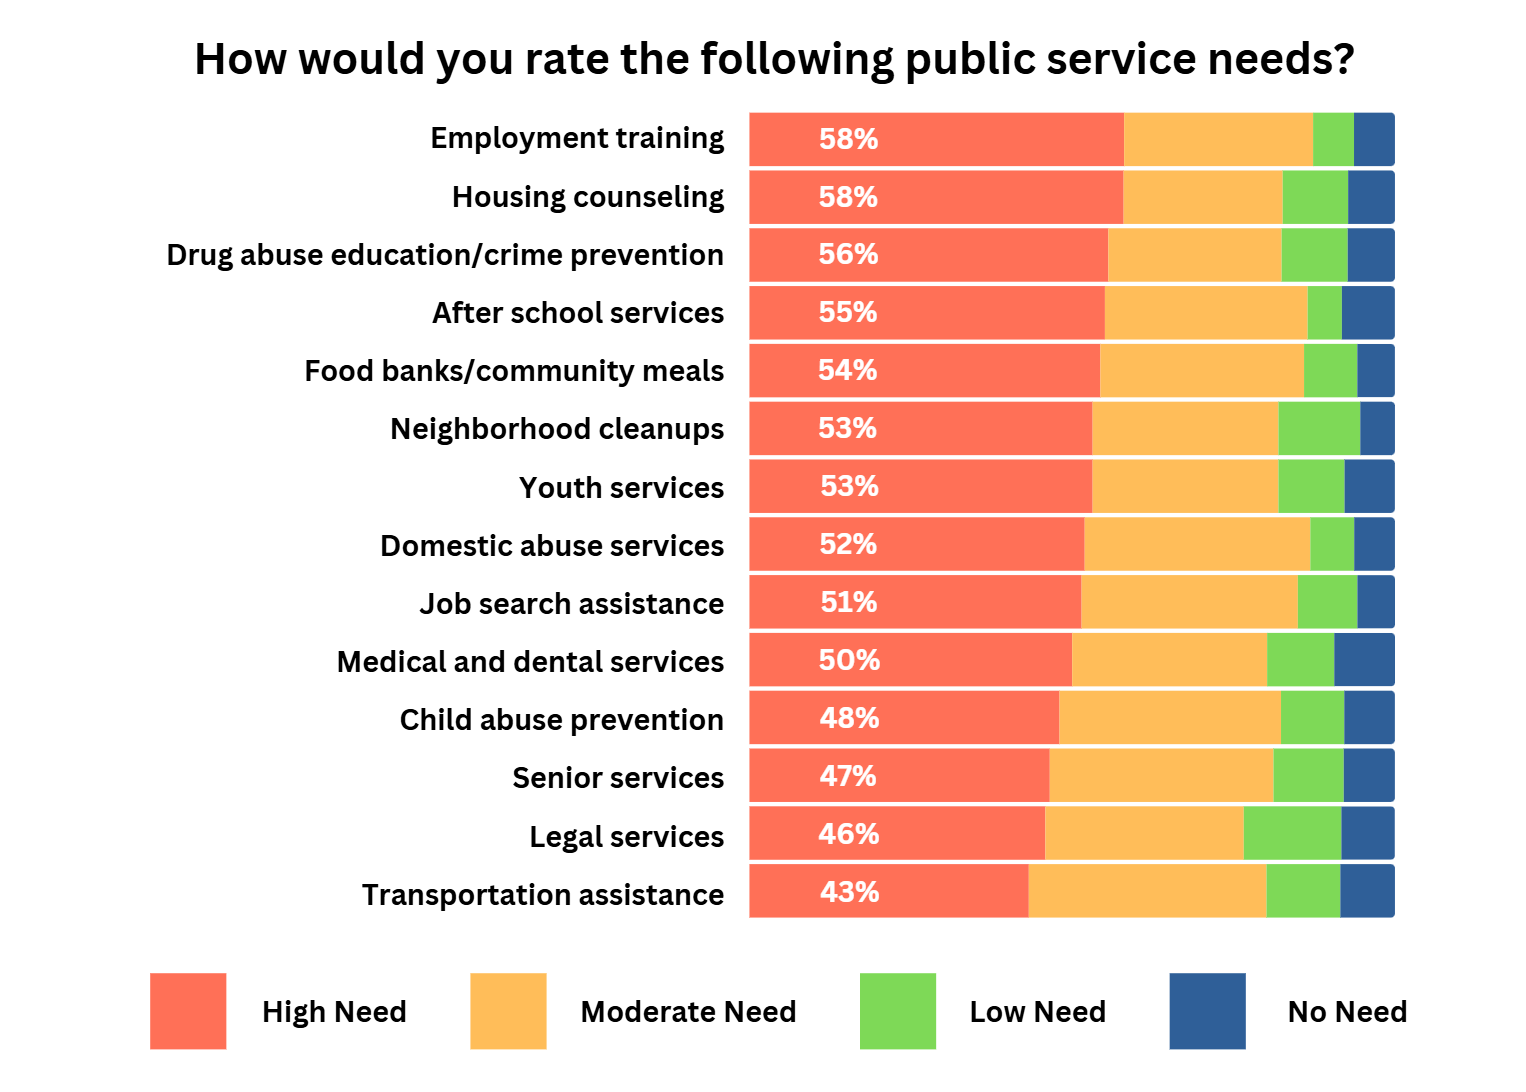 How would you rate the following public service needs?
Employment training 58%
Housing counseling 58%
Drug abuse education/crime prevention 56%
After school services 55%
Food banks/community meals 54%
Neighborhood cleanups 53%
Youth services 53%
Domestic abuse services 52%
Job search assistance 51%
Medical and dental services 50%
Child abuse prevention 48%
Senior services 47%
Legal services 46%
Transportation assistance 43%
High Need Moderate Need Low Need No Need